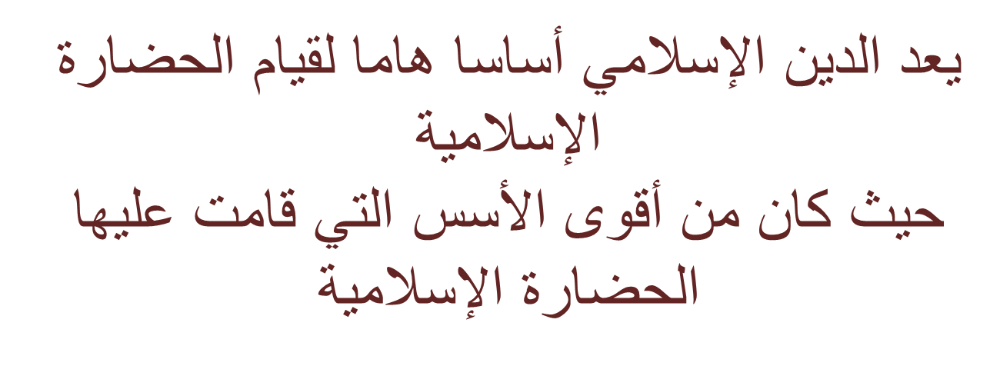 يعد الدين الإسلامي أساسا هاما لقيام الحضارة
الإسلامية
حيث كان من أقوى الأسس التي قامت عليها
الحضارة الإسلامية